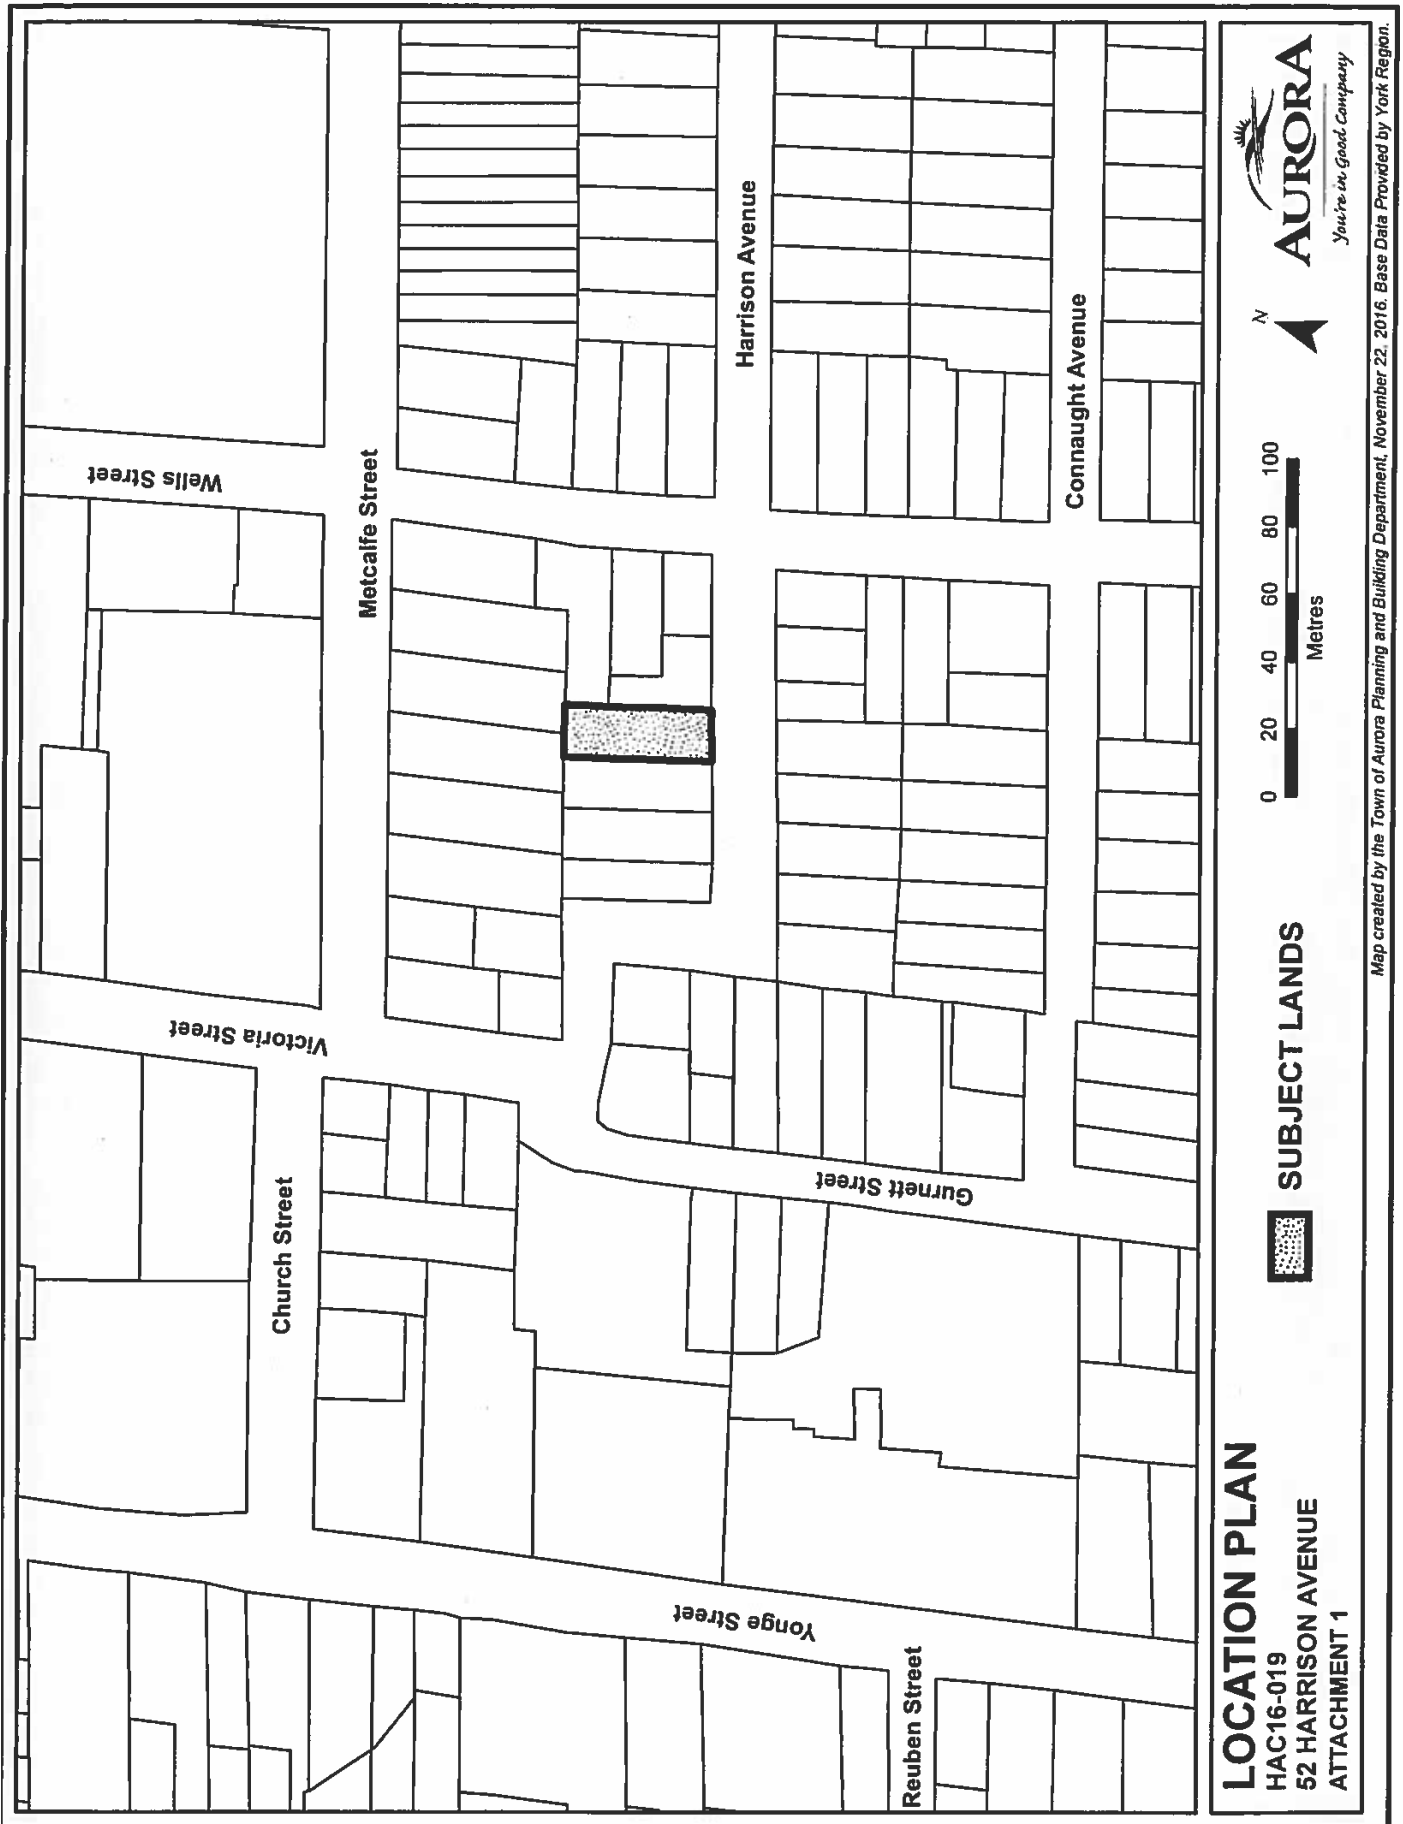 Wells Street
Metcalfe Street
Harrison Avenue
Connaught Avenue
Victoria Street
Church Street
Gurnett Street
Yonge Street
Reuben Street
LOCATION PLAN
HAC16-019
52 HARRISON AVENUE
ATTACHMENT 1
SUBJECT LANDS
0 20 40 60 80 100
Metres
N
AURORA
You're in Good Company
Map created by the Town of Aurora Planning and Building Department, November 22, 2016. Base Data Provided by York Region.